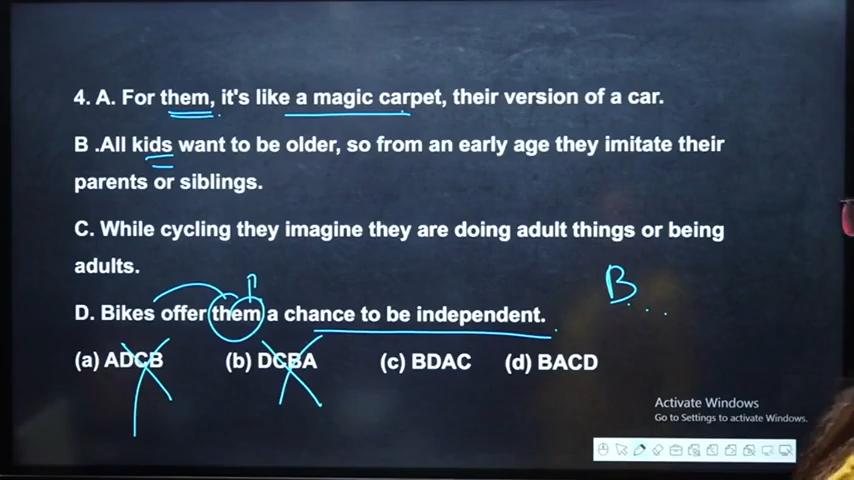 4. A. For them, it's like a magic carpet, their version of a car.
B .All kids want to be older, so from an early age they imitate their
parents or siblings.
C. While cycling they imagine they are doing adult things or being
adults.
D. Bikes offer them a chance to be independent.
B...
(a) ADCB (b) DCBA (c) BDAC (d) BACD
Activate Windows
Go to Settings to activate Windows.